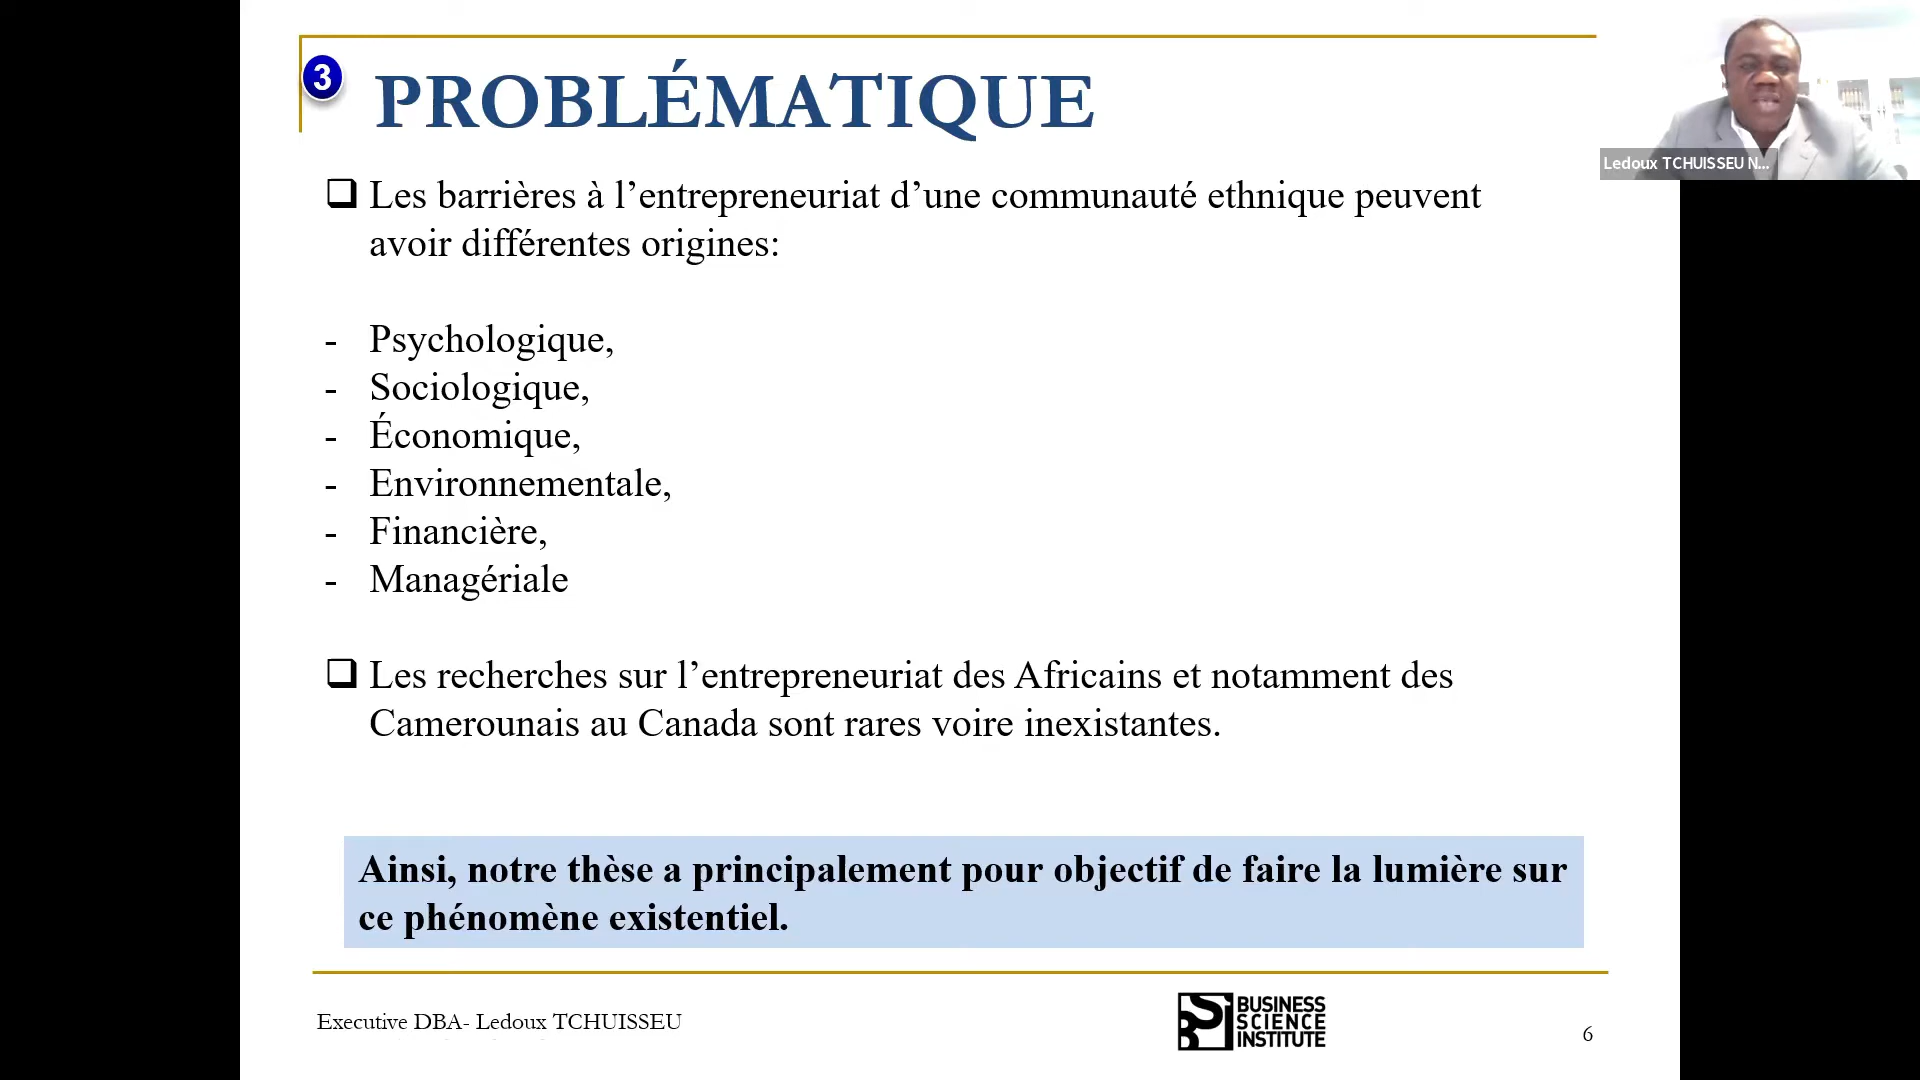 3
PROBLÉMATIQUE
Ledoux TCHUISSEU N...
❑ Les barrières à l’entrepreneuriat d’une communauté ethnique peuvent
avoir différentes origines:
- Psychologique,
- Sociologique,
- Économique,
- Environnementale,
- Financière,
- Managériale
❑ Les recherches sur l’entrepreneuriat des Africains et notamment des
Camerounais au Canada sont rares voire inexistantes.
Ainsi, notre thèse a principalement pour objectif de faire la lumière sur
ce phénomène existentiel.
Executive DBA- Ledoux TCHUISSEU
BUSINESS
SCIENCE
INSTITUTE
6